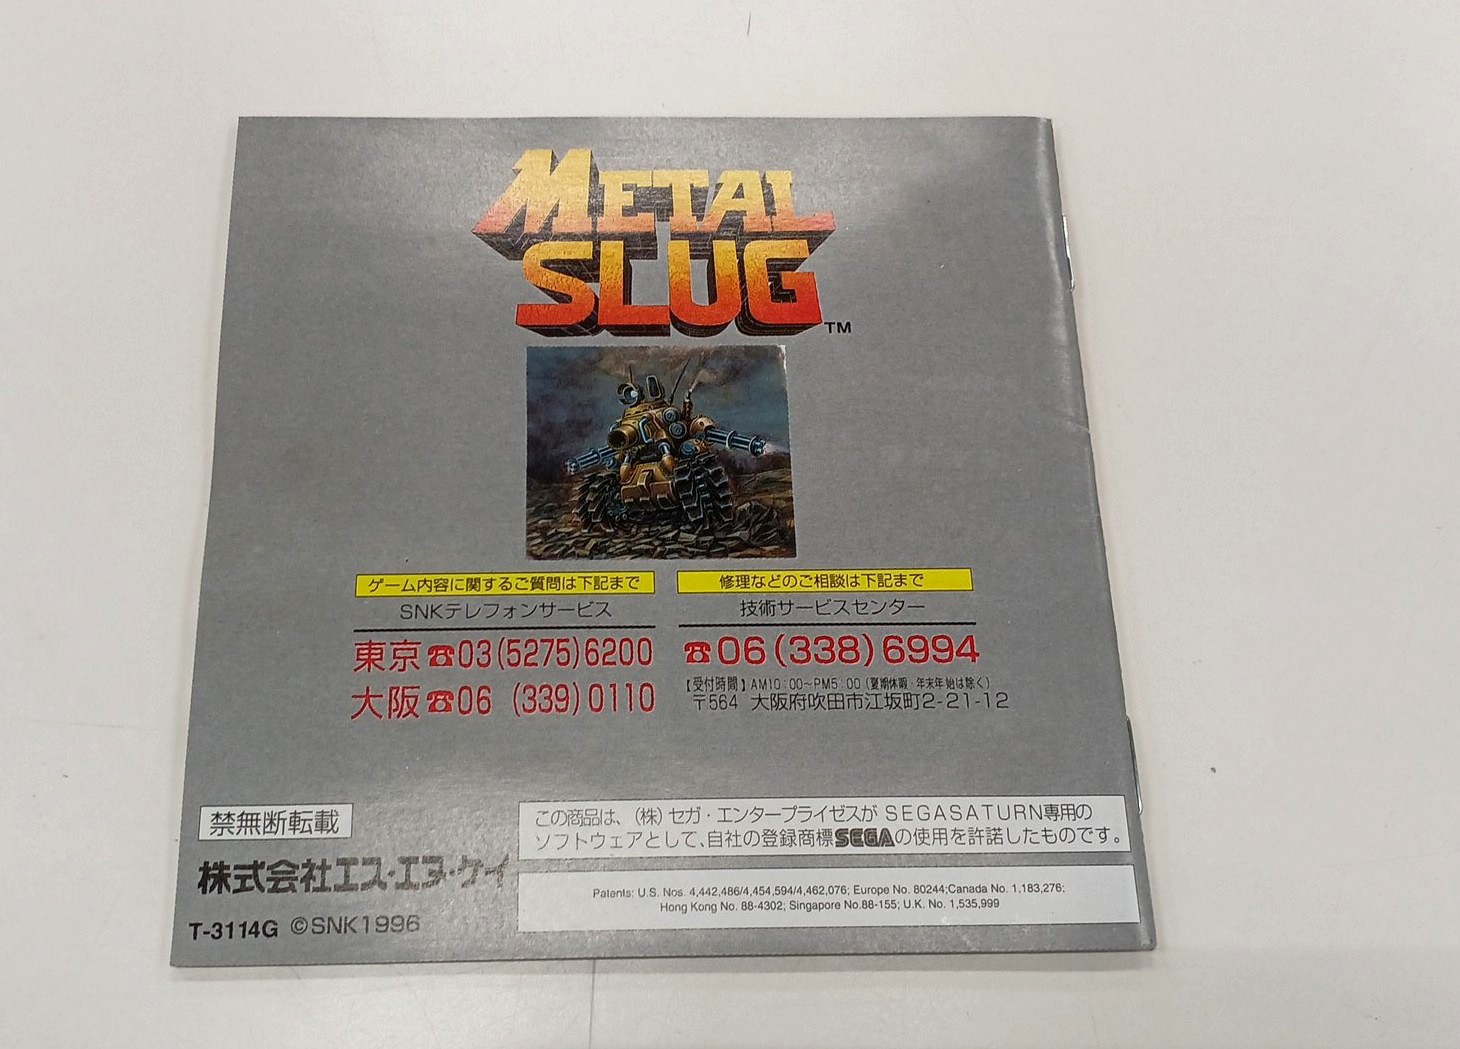 METAL
SLUG
TM
ゲーム内容に関するご質問は下記まで
SNKテレフォンサービス
東京☎03(5275)6200
大阪☎06 (339)0110
修理などのご相談は下記まで
技術サービスセンター
☎06(338)6994
【受付時間】AM10:00〜PM5:00(夏期休暇・年末年始は除く)
〒564 大阪府吹田市江坂町2-21-12
禁無断転載
株式会社エス・エヌ・ケイ
T-3114G ©SNK1996
この商品は、(株)セガ・エンタープライゼスがSEGASATURN専用の
ソフトウェアとして、自社の登録商標SEGAの使用を許諾したものです。
Patents: U.S. Nos. 4,442,486/4,454,594/4,462,076; Europe No. 80244;Canada No. 1,183,276;
Hong Kong No. 88-4302; Singapore No.88-155; U.K. No. 1,535,999